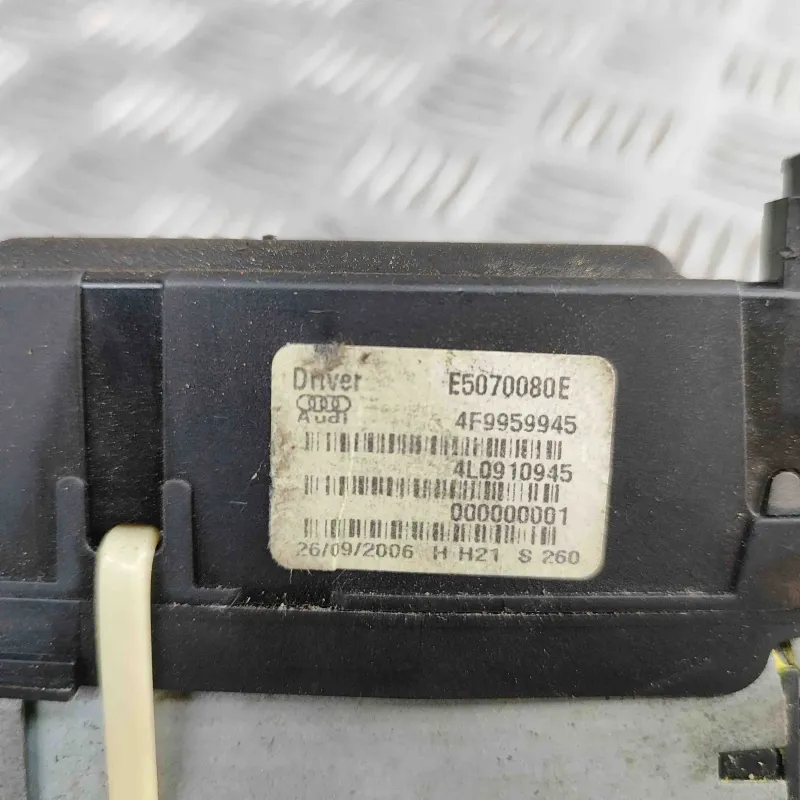 Driver E5070080E
Audi 4F9959945
4L0910945
000000001
26/09/2006 H H21 S 260